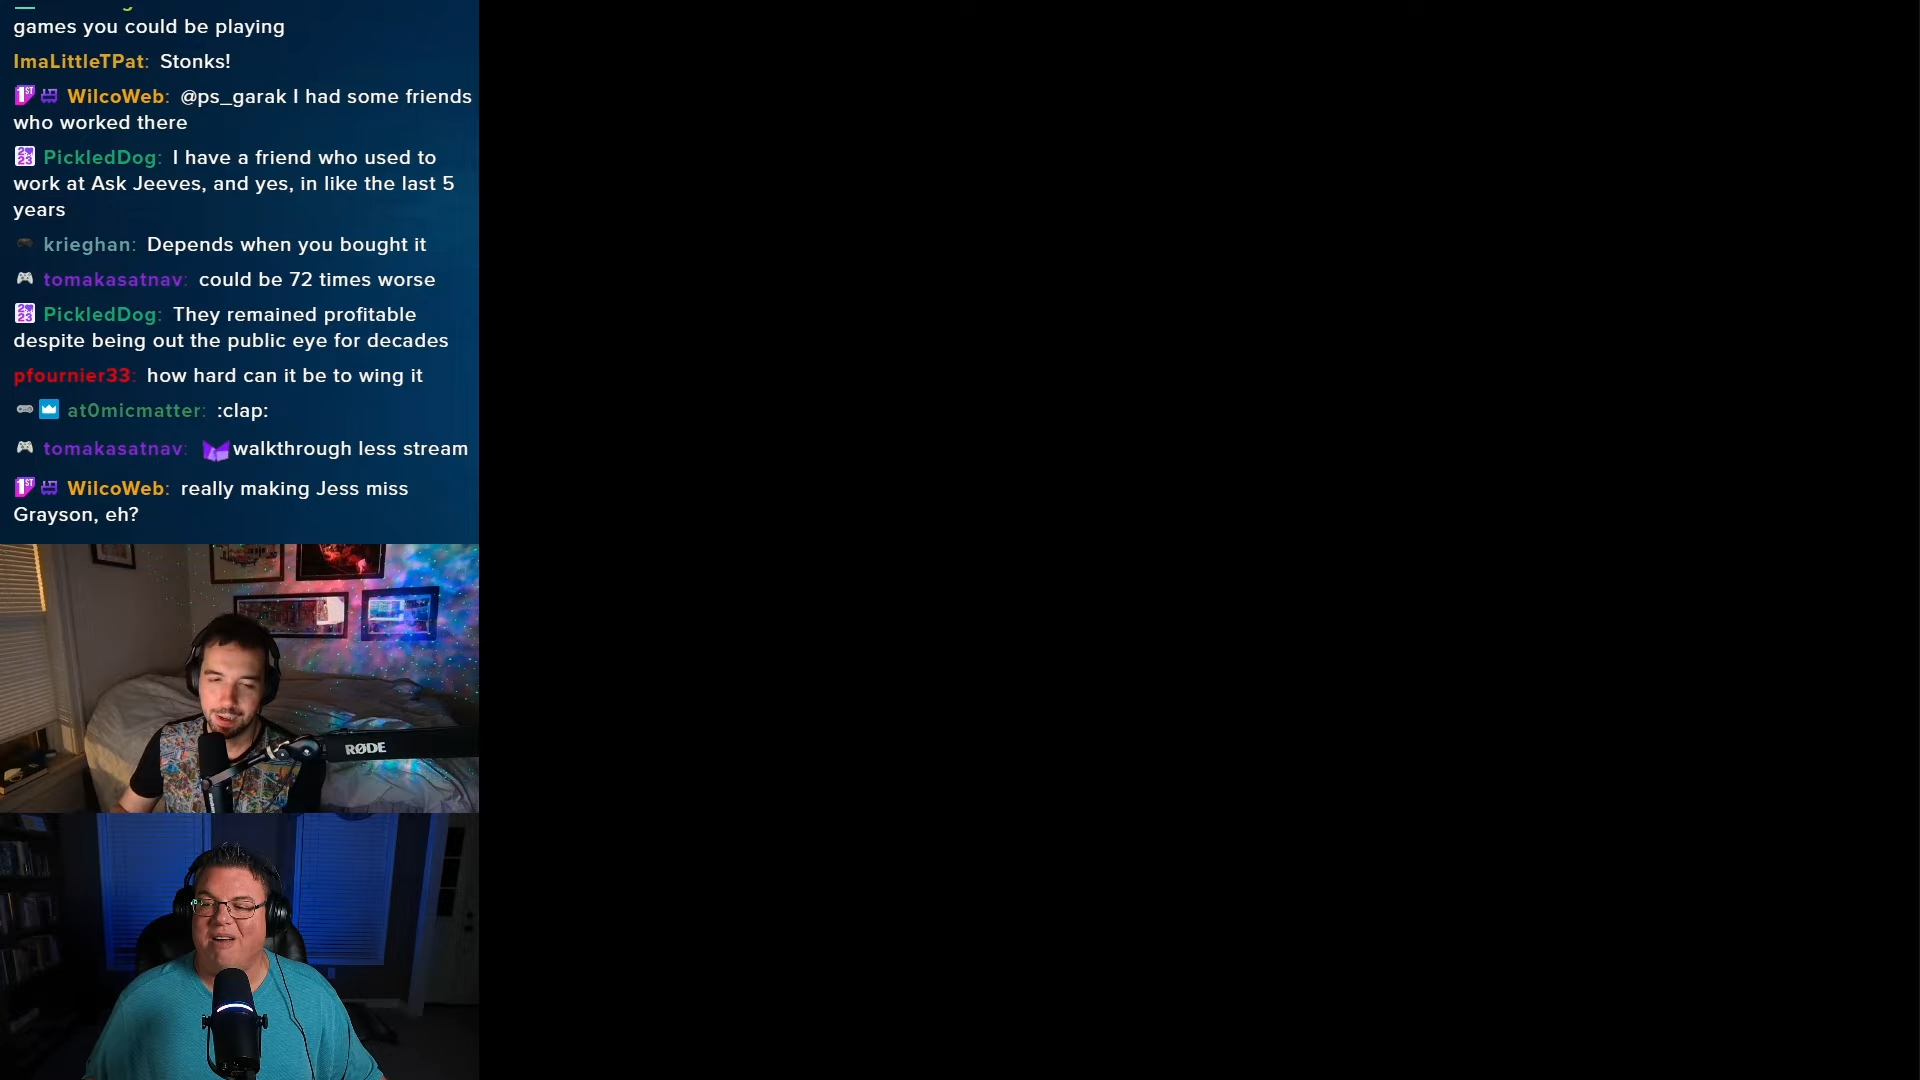 games you could be playing
ImaLittleTPat: Stonks!
1ST WilcoWeb: @ps_garak I had some friends
who worked there
PickledDog: I have a friend who used to
work at Ask Jeeves, and yes, in like the last 5
years
krieghan: Depends when you bought it
tomakasatnav: could be 72 times worse
PickledDog: They remained profitable
despite being out the public eye for decades
pfournier33: how hard can it be to wing it
at0micmatter: :clap:
tomakasatnav: walkthrough less stream
1ST WilcoWeb: really making Jess miss
Grayson, eh?
RØDE